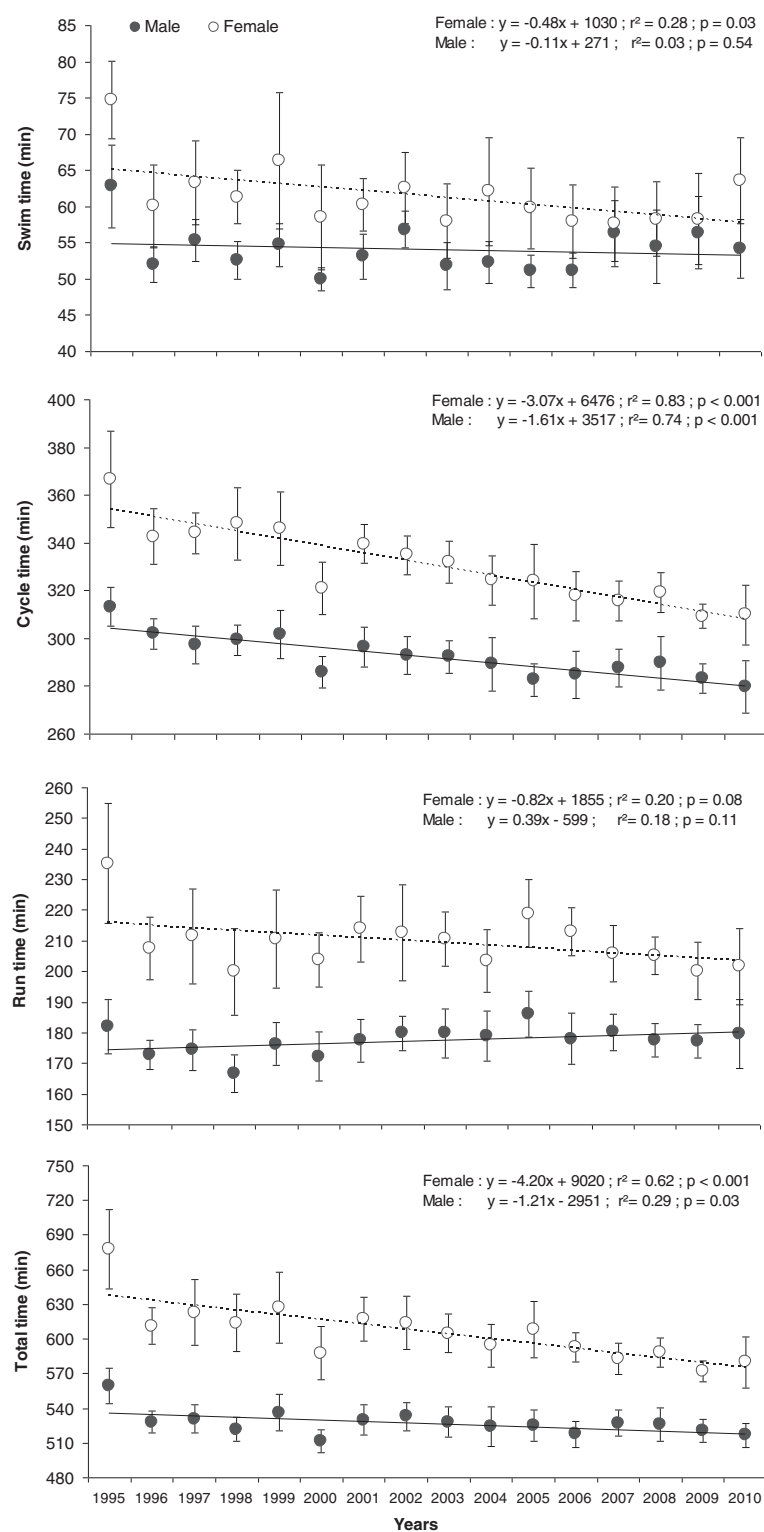 Male Female
Female : y = -0.48x + 1030 ; r² = 0.28 ; p = 0.03
Male : y = -0.11x + 271 ; r²= 0.03 ; p = 0.54
85
80
75
70
65
60
55
50
45
40
Swim time (min)
Female : y = -3.07x + 6476 ; r² = 0.83 ; p < 0.001
Male : y = -1.61x + 3517 ; r²= 0.74 ; p < 0.001
400
380
360
340
320
300
280
260
Cycle time (min)
Female : y = -0.82x + 1855 ; r² = 0.20 ; p = 0.08
Male : y = 0.39x - 599 ; r²= 0.18 ; p = 0.11
260
250
240
230
220
210
200
190
180
170
160
150
Run time (min)
Female : y = -4.20x + 9020 ; r² = 0.62 ; p < 0.001
Male : y = -1.21x - 2951 ; r²= 0.29 ; p = 0.03
750
720
690
660
630
600
570
540
510
480
Total time (min)
1995 1996 1997 1998 1999 2000 2001 2002 2003 2004 2005 2006 2007 2008 2009 2010
Years